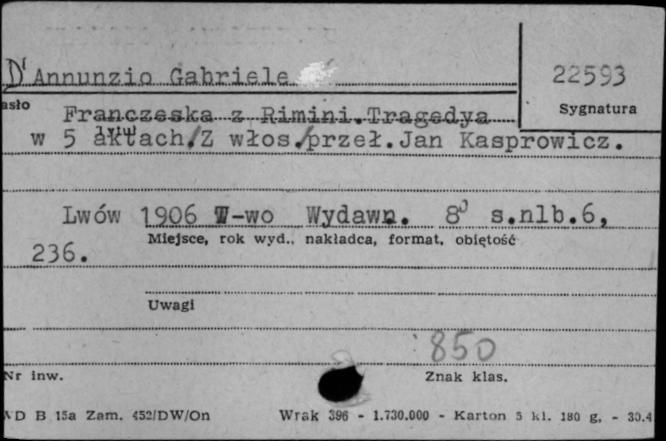 D'Annunzio Gabriele
22593
asło
Sygnatura
Franczeska z Rimini.Tragedya
w 5 aktach/Z włos./przeł.Jan Kasprowicz.
Lwów 1906 T-wo Wydawn. 8° s.nlb.6,
Miejsce, rok wyd., nakładca, format, objętość
236.
Uwagi
850
Nr inw.
Znak klas.
WD B 15a Zam. 452/DW/On Wrak 396 - 1.730.000 - Karton 5 kl. 180 g. - 30.4